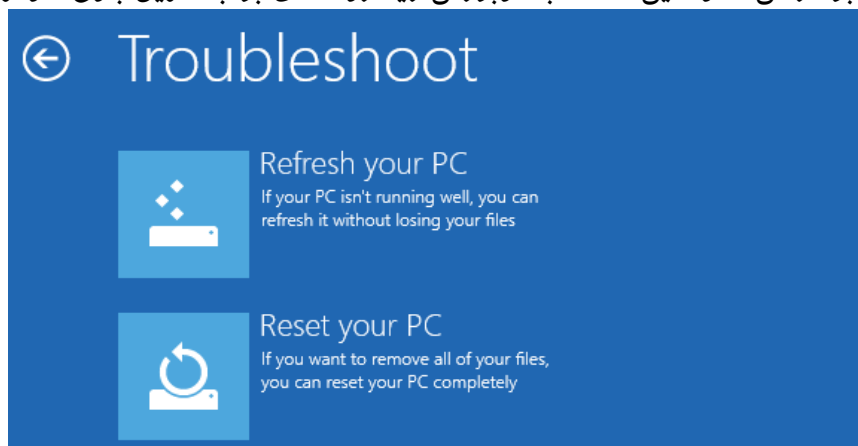 Troubleshoot
Refresh your PC
If your PC isn't running well, you can
refresh it without losing your files
Reset your PC
If you want to remove all of your files,
you can reset your PC completely